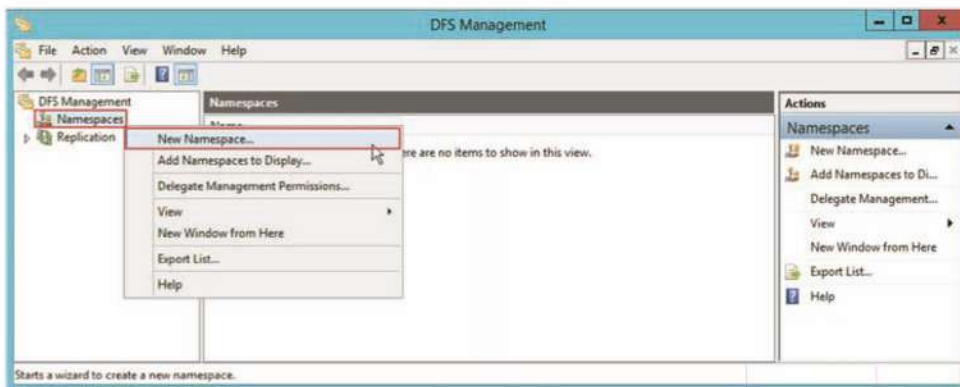 DFS Management
File Action View Window Help
DFS Management
Namespaces
Replication
Namespaces
New Namespace...
Add Namespaces to Display...
Delegate Management Permissions...
View
New Window from Here
Export List...
Help
ere are no items to show in this view.
Actions
Namespaces
New Namespace...
Add Namespaces to Di...
Delegate Management...
View
New Window from Here
Export List...
Help
Starts a wizard to create a new namespace.